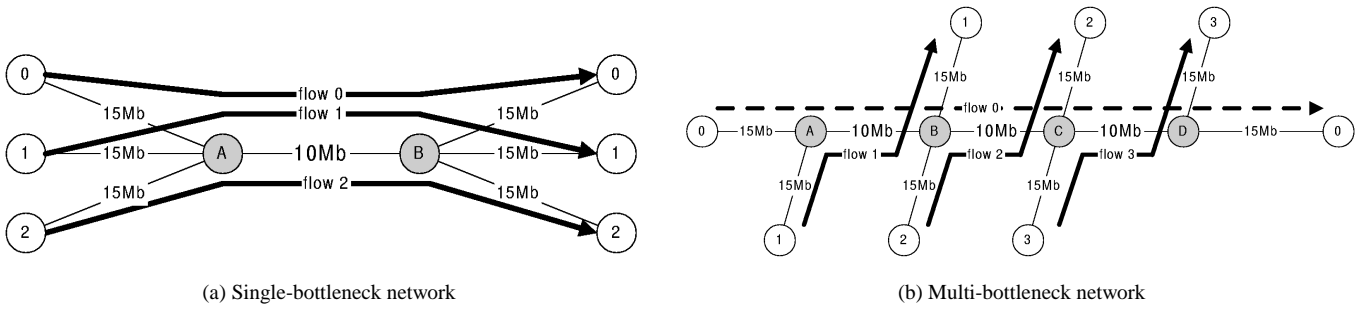 0
flow 0
0
15Mb
15Mb
flow 1
1
15Mb
A
10Mb
B
15Mb
1
15Mb
flow 2
15Mb
2
2
(a) Single-bottleneck network
1
2
3
15Mb
15Mb
15Mb
flow 0
0
15Mb
A
10Mb
B
10Mb
C
10Mb
D
15Mb
0
flow 1
flow 2
flow 3
15Mb
15Mb
15Mb
1
2
3
(b) Multi-bottleneck network